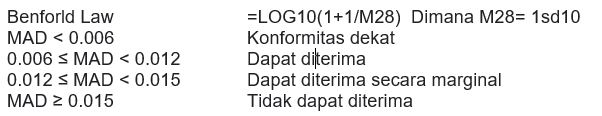 Benforld Law =LOG10(1+1/M28) Dimana M28= 1sd10
MAD < 0.006 Konformitas dekat
0.006 ≤ MAD < 0.012 Dapat diterima
0.012 ≤ MAD < 0.015 Dapat diterima secara marginal
MAD ≥ 0.015 Tidak dapat diterima